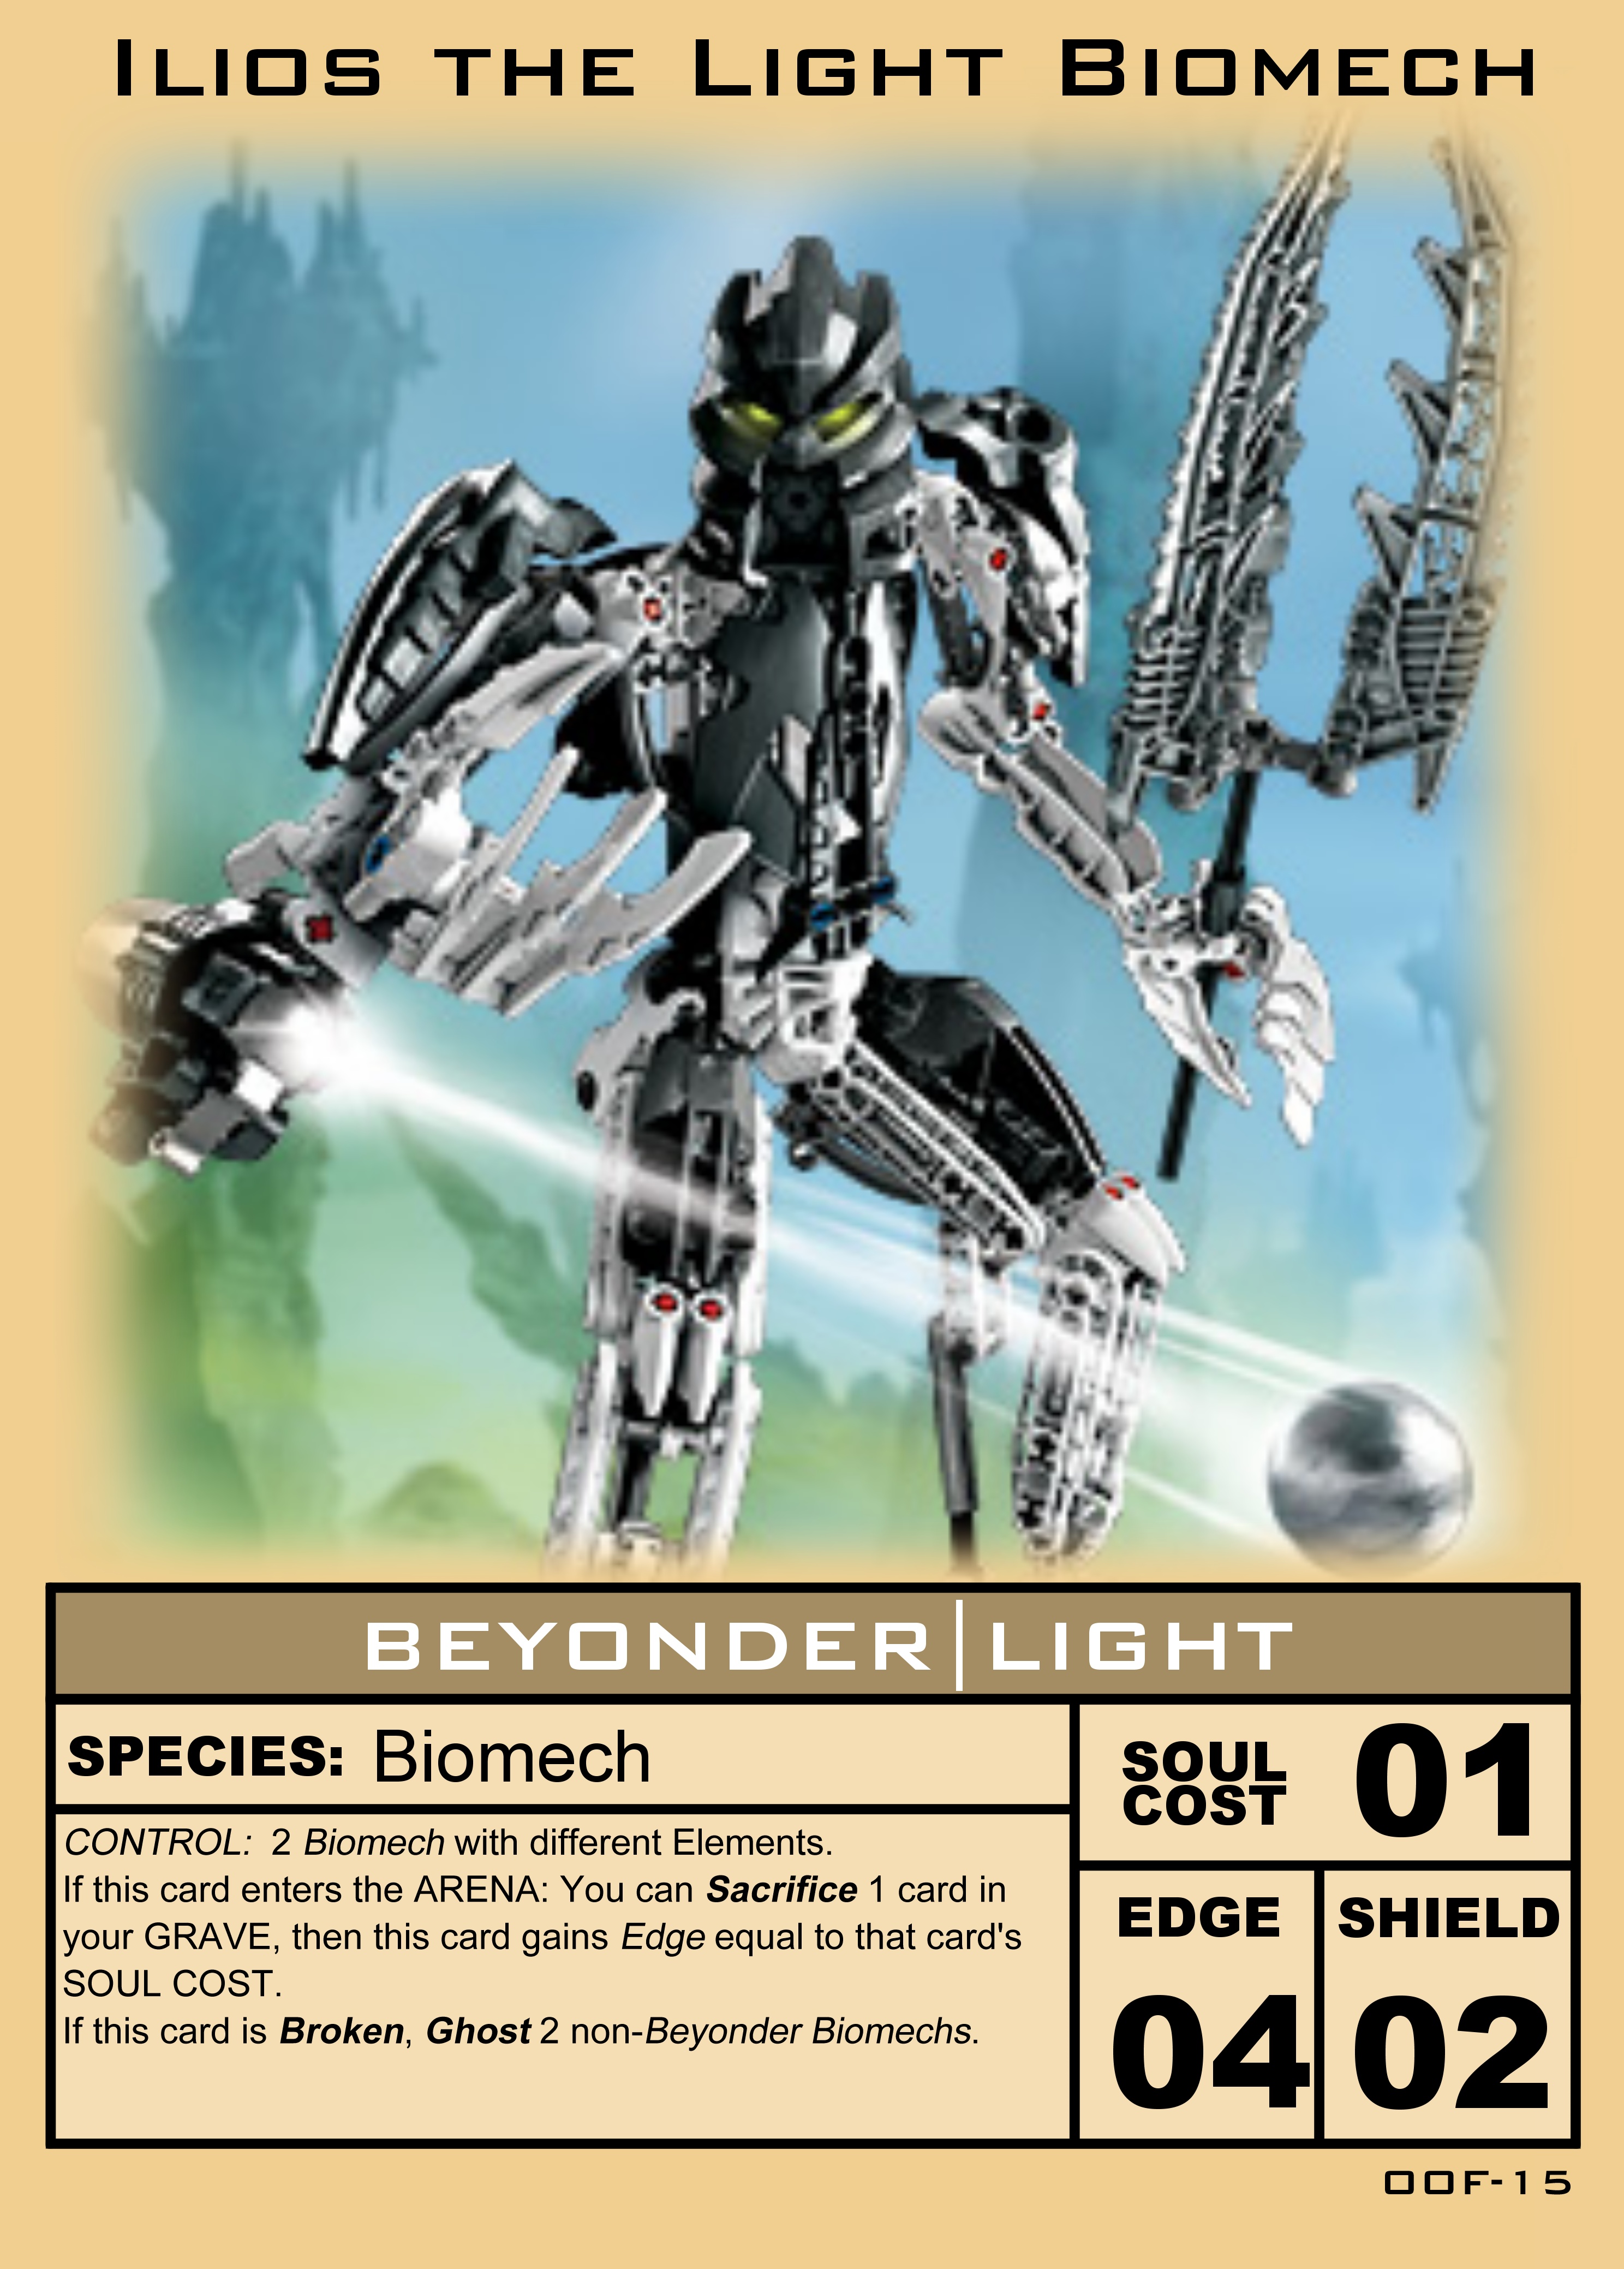 Ilios the Light Biomech
BEYONDER|LIGHT
SPECIES: Biomech
SOUL COST 01
CONTROL: 2 Biomech with different Elements.
If this card enters the ARENA: You can Sacrifice 1 card in
your GRAVE, then this card gains Edge equal to that card's
SOUL COST.
If this card is Broken, Ghost 2 non-Beyonder Biomechs.
EDGE
04
SHIELD
02
OOF-15